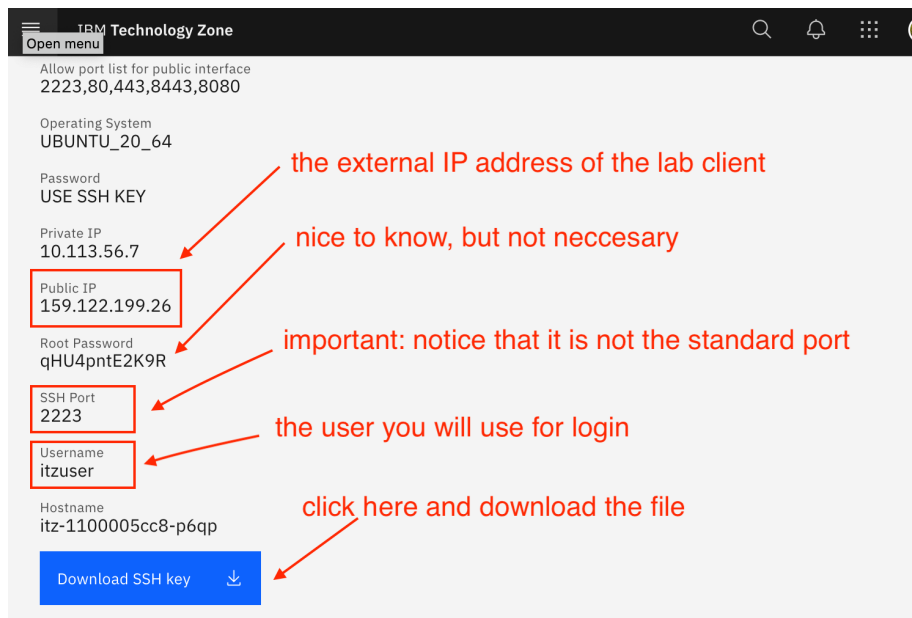 IBM Technology Zone
Open menu
Allow port list for public interface
2223,80,443,8443,8080
Operating System
UBUNTU_20_64
the external IP address of the lab client
Password
USE SSH KEY
nice to know, but not neccesary
Private IP
10.113.56.7
Public IP
159.122.199.26
important: notice that it is not the standard port
Root Password
qHU4pntE2K9R
SSH Port
2223
the user you will use for login
Username
itzuser
click here and download the file
Hostname
itz-1100005cc8-p6qp
Download SSH key